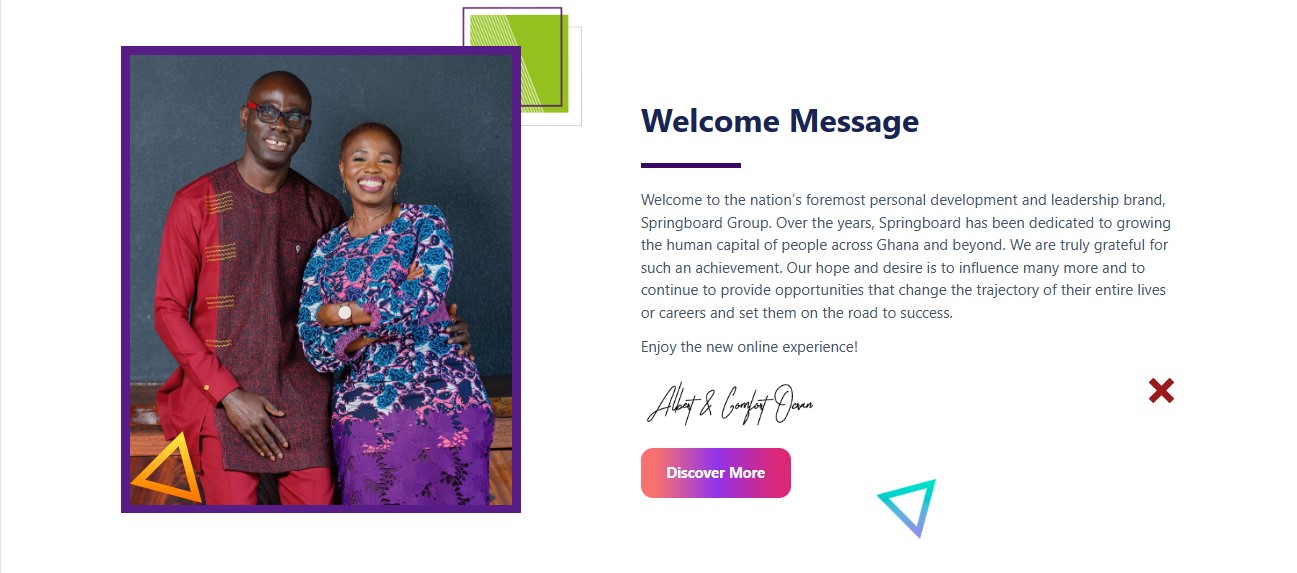 Welcome Message
Welcome to the nation’s foremost personal development and leadership brand,
Springboard Group. Over the years, Springboard has been dedicated to growing
the human capital of people across Ghana and beyond. We are truly grateful for
such an achievement. Our hope and desire is to influence many more and to
continue to provide opportunities that change the trajectory of their entire lives
or careers and set them on the road to success.
Enjoy the new online experience!
Albert & Comfort Ocran
Discover More